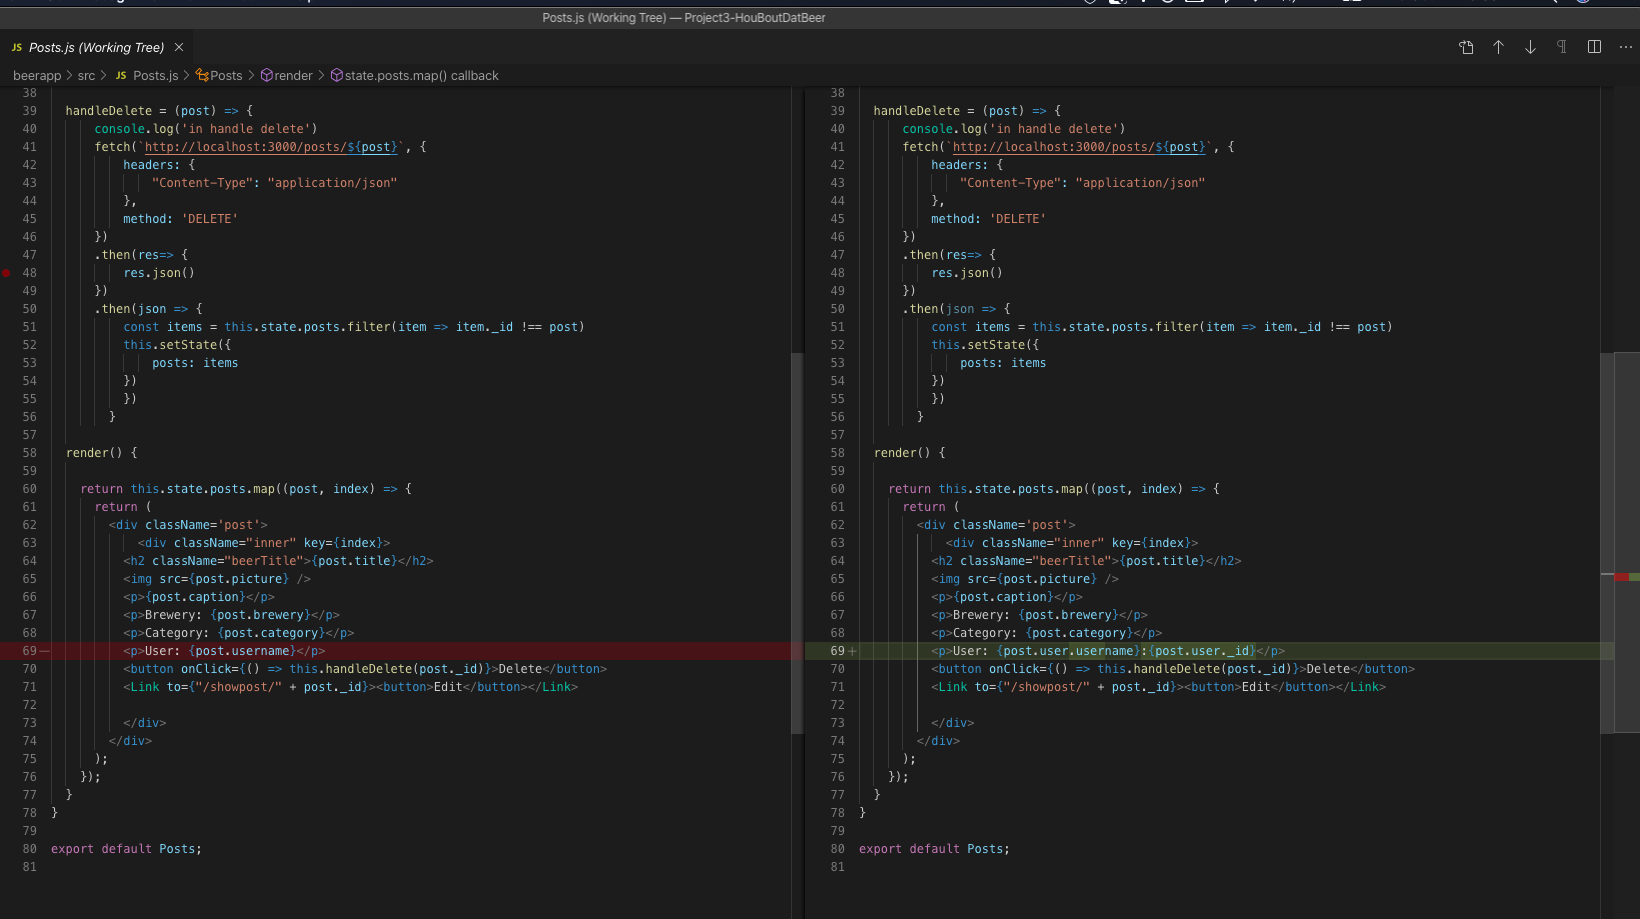 Posts.js (Working Tree) — Project3-HouBoutDatBeer
JS Posts.js (Working Tree) ×
beerapp > src > JS Posts.js > Posts > render > state.posts.map() callback
38
39 handleDelete = (post) => {
40 console.log('in handle delete')
41 fetch(`http://localhost:3000/posts/${post}`, {
42 headers: {
43 "Content-Type": "application/json"
44 },
45 method: 'DELETE'
46 })
47 .then(res=> {
48 res.json()
49 })
50 .then(json => {
51 const items = this.state.posts.filter(item => item._id !== post)
52 this.setState({
53 posts: items
54 })
55 })
56 }
57
58 render() {
59
60 return this.state.posts.map((post, index) => {
61 return (
62 <div className='post'>
63 <div className="inner" key={index}>
64 <h2 className="beerTitle">{post.title}</h2>
65 <img src={post.picture} />
66 <p>{post.caption}</p>
67 <p>Brewery: {post.brewery}</p>
68 <p>Category: {post.category}</p>
69— <p>User: {post.username}</p>
70 <button onClick={() => this.handleDelete(post._id)}>Delete</button>
71 <Link to={"/showpost/" + post._id}><button>Edit</button></Link>
72
73 </div>
74 </div>
75 );
76 });
77 }
78 }
79
80 export default Posts;
81
38
39 handleDelete = (post) => {
40 console.log('in handle delete')
41 fetch(`http://localhost:3000/posts/${post}`, {
42 headers: {
43 "Content-Type": "application/json"
44 },
45 method: 'DELETE'
46 })
47 .then(res=> {
48 res.json()
49 })
50 .then(json => {
51 const items = this.state.posts.filter(item => item._id !== post)
52 this.setState({
53 posts: items
54 })
55 })
56 }
57
58 render() {
59
60 return this.state.posts.map((post, index) => {
61 return (
62 <div className='post'>
63 <div className="inner" key={index}>
64 <h2 className="beerTitle">{post.title}</h2>
65 <img src={post.picture} />
66 <p>{post.caption}</p>
67 <p>Brewery: {post.brewery}</p>
68 <p>Category: {post.category}</p>
69+ <p>User: {post.user.username}:{post.user._id}</p>
70 <button onClick={() => this.handleDelete(post._id)}>Delete</button>
71 <Link to={"/showpost/" + post._id}><button>Edit</button></Link>
72
73 </div>
74 </div>
75 );
76 });
77 }
78 }
79
80 export default Posts;
81